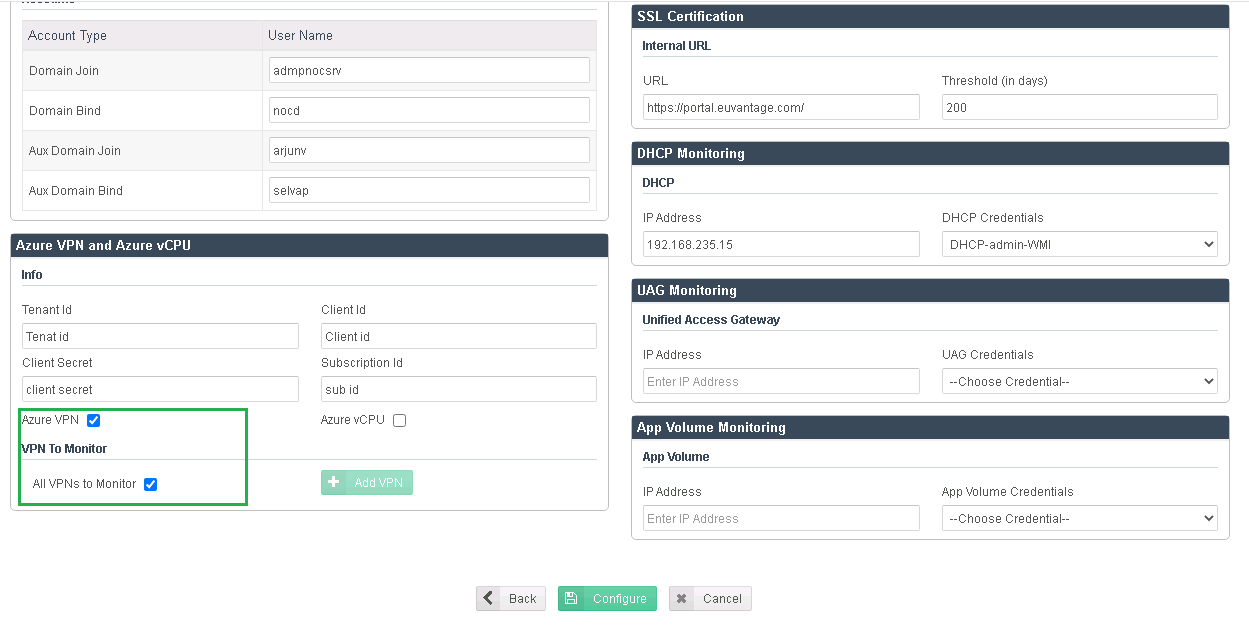 Account Type User Name
Domain Join admpnocsrv
Domain Bind nocd
Aux Domain Join arjunv
Aux Domain Bind selvap
Azure VPN and Azure vCPU
Info
Tenant Id Client Id
Tenat id Client id
Client Secret Subscription Id
client secret sub id
Azure VPN Azure vCPU
VPN To Monitor
All VPNs to Monitor Add VPN
SSL Certification
Internal URL
URL Threshold (in days)
https://portal.euvantage.com/ 200
DHCP Monitoring
DHCP
IP Address DHCP Credentials
192.168.235.15 DHCP-admin-WMI
UAG Monitoring
Unified Access Gateway
IP Address UAG Credentials
Enter IP Address --Choose Credential--
App Volume Monitoring
App Volume
IP Address App Volume Credentials
Enter IP Address --Choose Credential--
Back Configure Cancel